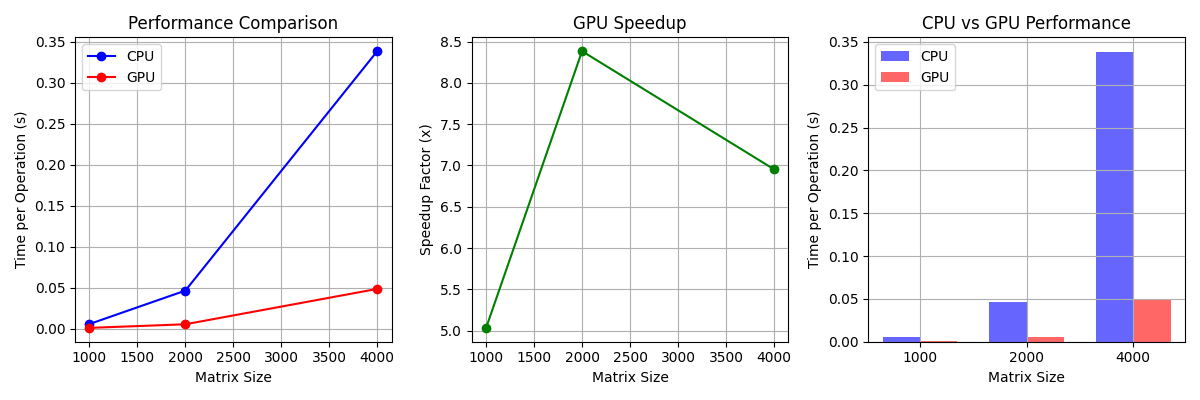 Performance Comparison
CPU
GPU
0.35
0.30
0.25
0.20
0.15
0.10
0.05
0.00
Time per Operation (s)
1000 1500 2000 2500 3000 3500 4000
Matrix Size
GPU Speedup
8.5
8.0
7.5
7.0
6.5
6.0
5.5
5.0
Speedup Factor (x)
1000 1500 2000 2500 3000 3500 4000
Matrix Size
CPU vs GPU Performance
CPU
GPU
0.35
0.30
0.25
0.20
0.15
0.10
0.05
0.00
Time per Operation (s)
1000 2000 4000
Matrix Size